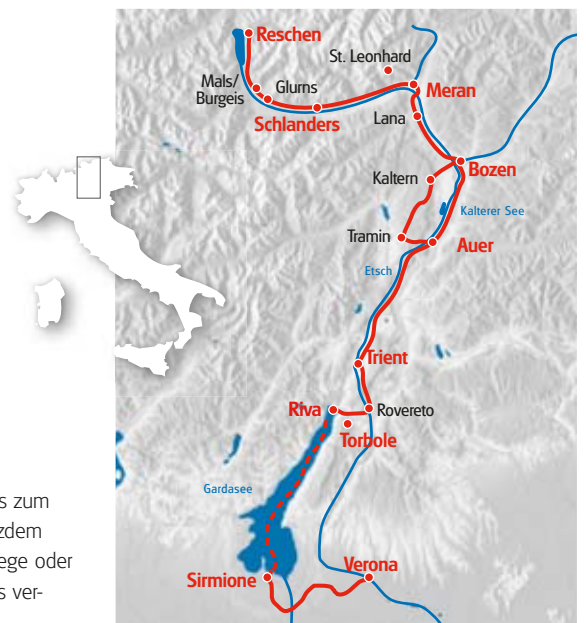 Reschen
St. Leonhard
Mals/
Burgeis
Glurns
Meran
Schlanders
Lana
Bozen
Kaltern
Kalterer See
Tramin
Auer
Etsch
Trient
Riva
Rovereto
Torbole
Gardasee
Verona
Sirmione
s zum
zdem
ege oder
s ver-